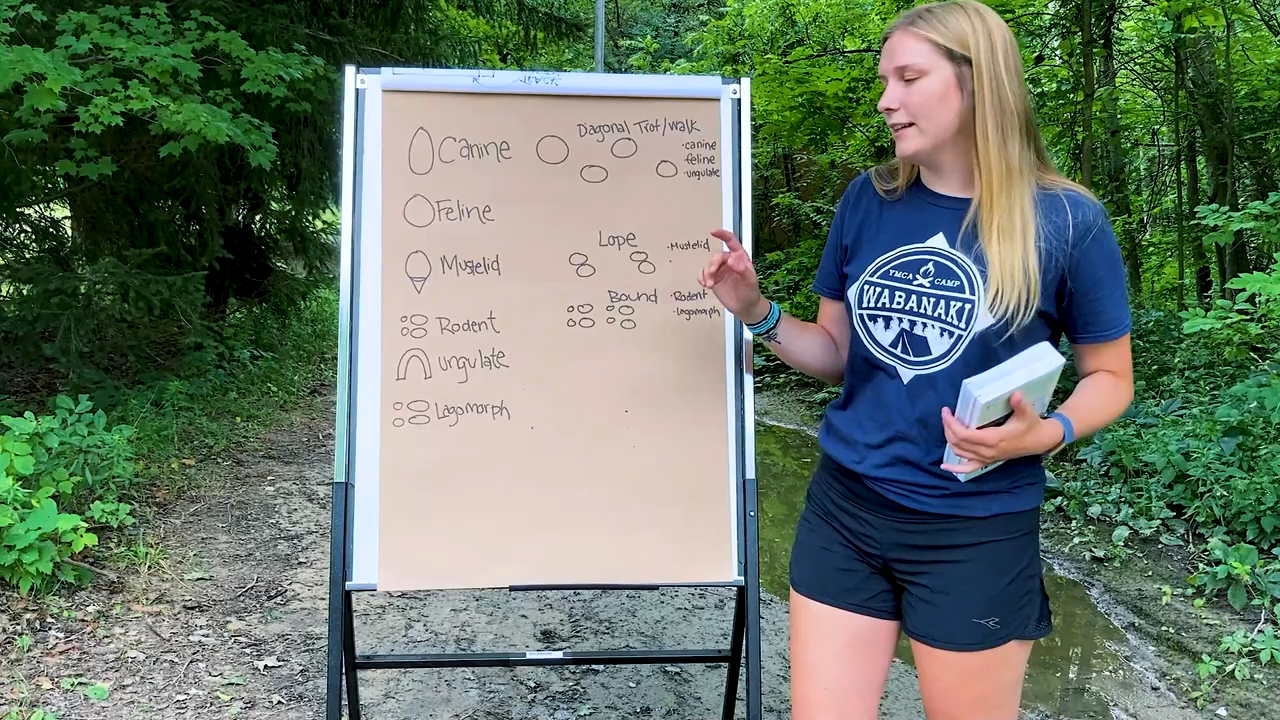 Canine
Feline
Mustelid
Rodent
ungulate
Lagomorph
Diagonal Trot/Walk
·canine
feline
·ungulate
Lope
·Mustelid
Bound
·Rodent
·Lagomorph
YMCA CAMP
WABANAKI